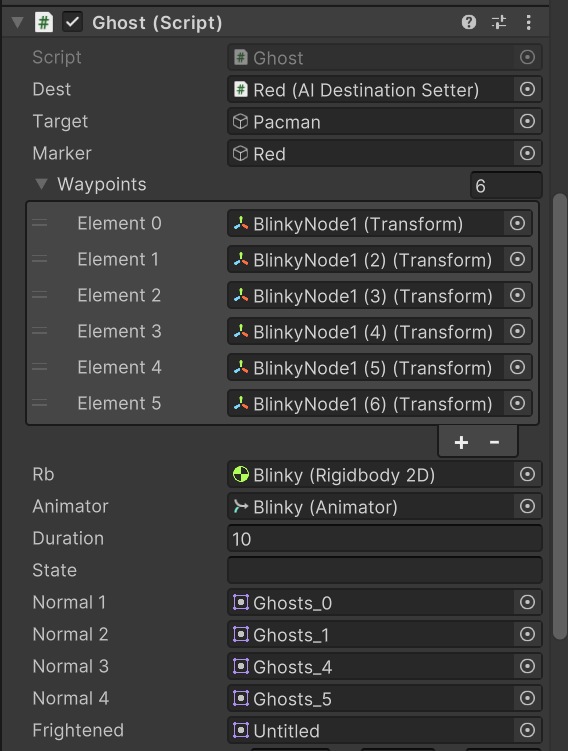 Ghost (Script)
Script Ghost
Dest Red (AI Destination Setter)
Target Pacman
Marker Red
Waypoints 6
Element 0 BlinkyNode1 (Transform)
Element 1 BlinkyNode1 (2) (Transform)
Element 2 BlinkyNode1 (3) (Transform)
Element 3 BlinkyNode1 (4) (Transform)
Element 4 BlinkyNode1 (5) (Transform)
Element 5 BlinkyNode1 (6) (Transform)
Rb Blinky (Rigidbody 2D)
Animator Blinky (Animator)
Duration 10
State
Normal 1 Ghosts_0
Normal 2 Ghosts_1
Normal 3 Ghosts_4
Normal 4 Ghosts_5
Frightened Untitled